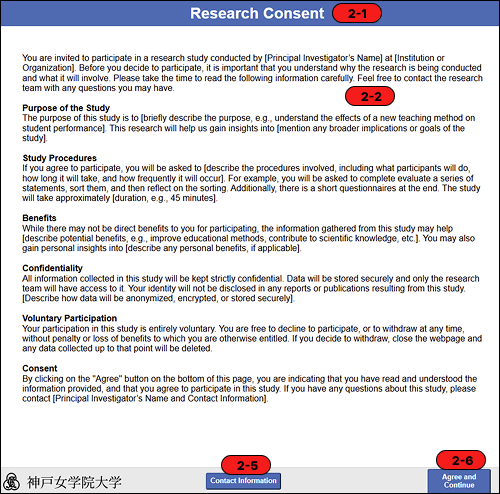 Research Consent 2-1
You are invited to participate in a research study conducted by [Principal Investigator's Name] at [Institution or
Organization]. Before you decide to participate, it is important that you understand why the research is being conducted
and what it will involve. Please take the time to read the following information carefully. Feel free to contact the research
team with any questions you may have.
2-2
Purpose of the Study
The purpose of this study is to [briefly describe the purpose, e.g., understand the effects of a new teaching method on
student performance]. This research will help us gain insights into [mention any broader implications or goals of the
study].
Study Procedures
If you agree to participate, you will be asked to [describe the procedures involved, including what participants will do,
how long it will take, and how frequently it will occur]. For example, you will be asked to complete evaluate a series of
statements, sort them, and then reflect on the sorting. Additionally, there is a short questionnaires at the end. The study
will take approximately [duration, e.g., 45 minutes].
Benefits
While there may not be direct benefits to you for participating, the information gathered from this study may help
[describe potential benefits, e.g., improve educational methods, contribute to scientific knowledge, etc.]. You may also
gain personal insights into [describe any personal benefits, if applicable].
Confidentiality
All information collected in this study will be kept strictly confidential. Data will be stored securely and only the research
team will have access to it. Your identity will not be disclosed in any reports or publications resulting from this study.
[Describe how data will be anonymized, encrypted, or stored securely].
Voluntary Participation
Your participation in this study is entirely voluntary. You are free to decline to participate, or to withdraw at any time,
without penalty or loss of benefits to which you are otherwise entitled. If you decide to withdraw, close the webpage and
any data collected up to that point will be deleted.
Consent
By clicking on the "Agree" button on the bottom of this page, you are indicating that you have read and understood the
information provided, and that you agree to participate in this study. If you have any questions about this study, please
contact [Principal Investigator's Name and Contact Information].
2-5
2-6
神戸女学院大学
Contact Information
Agree and
Continue